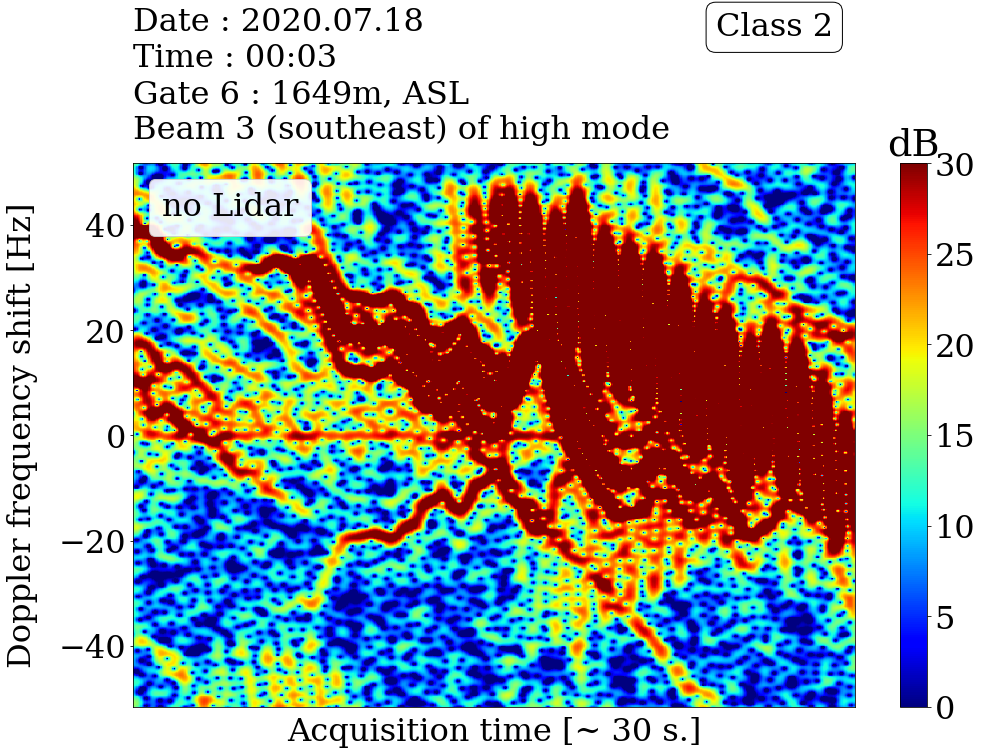 Date : 2020.07.18
Time : 00:03
Gate 6 : 1649m, ASL
Beam 3 (southeast) of high mode
Class 2
dB
no Lidar
Doppler frequency shift [Hz]
40
20
0
−20
−40
30
25
20
15
10
5
0
Acquisition time [~ 30 s.]